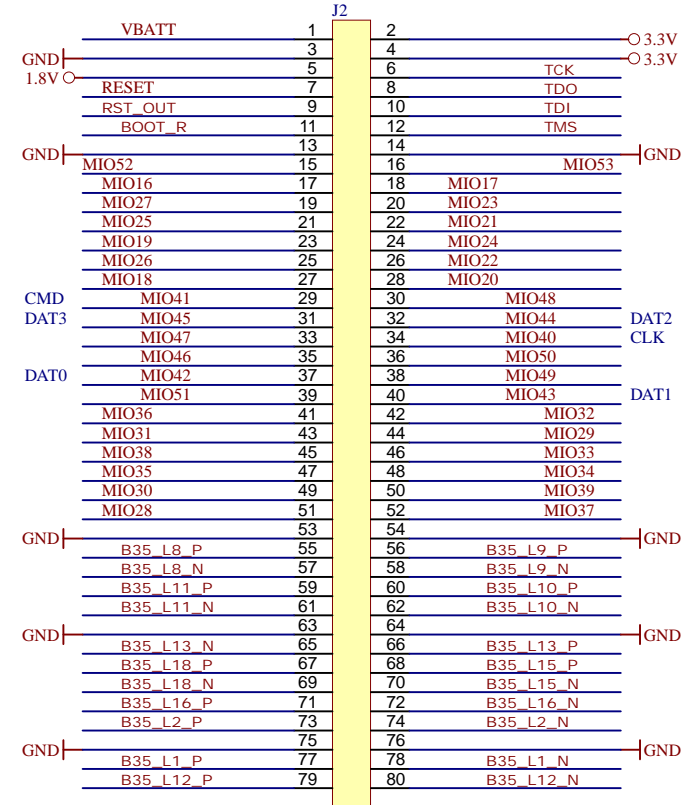 J2
VBATT 1 2 3.3V
GND 3 4 3.3V
1.8V 5 6 TCK
RESET 7 8 TDO
RST_OUT 9 10 TDI
BOOT_R 11 12 TMS
GND 13 14 GND
MIO52 15 16 MIO53
MIO16 17 18 MIO17
MIO27 19 20 MIO23
MIO25 21 22 MIO21
MIO19 23 24 MIO24
MIO26 25 26 MIO22
MIO18 27 28 MIO20
CMD MIO41 29 30 MIO48
DAT3 MIO45 31 32 MIO44 DAT2
MIO47 33 34 MIO40 CLK
MIO46 35 36 MIO50
DAT0 MIO42 37 38 MIO49
MIO51 39 40 MIO43 DAT1
MIO36 41 42 MIO32
MIO31 43 44 MIO29
MIO38 45 46 MIO33
MIO35 47 48 MIO34
MIO30 49 50 MIO39
MIO28 51 52 MIO37
GND 53 54 GND
B35_L8_P 55 56 B35_L9_P
B35_L8_N 57 58 B35_L9_N
B35_L11_P 59 60 B35_L10_P
B35_L11_N 61 62 B35_L10_N
GND 63 64 GND
B35_L13_N 65 66 B35_L13_P
B35_L18_P 67 68 B35_L15_P
B35_L18_N 69 70 B35_L15_N
B35_L16_P 71 72 B35_L16_N
B35_L2_P 73 74 B35_L2_N
GND 75 76 GND
B35_L1_P 77 78 B35_L1_N
B35_L12_P 79 80 B35_L12_N